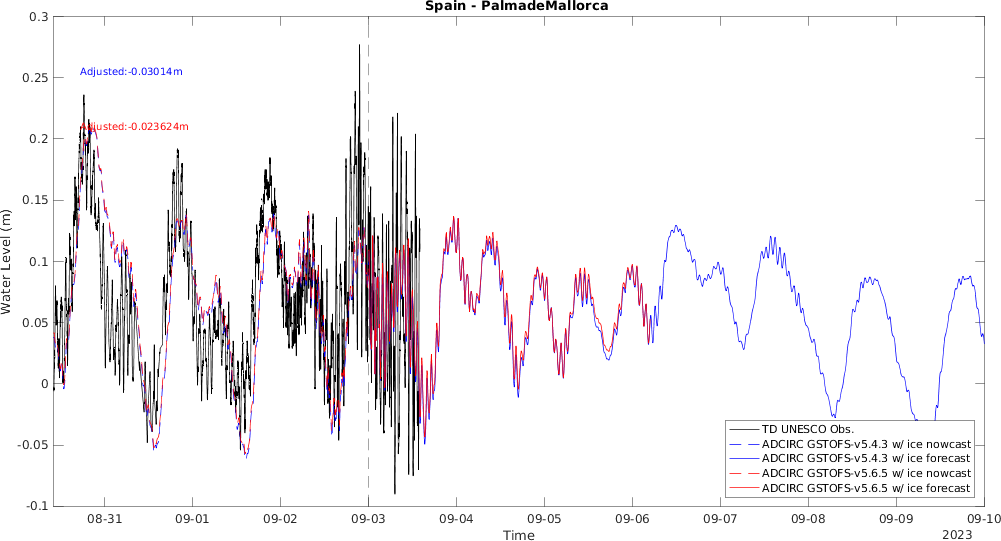 Spain - PalmadeMallorca
0.3
0.25
0.2
0.15
0.1
0.05
0
-0.05
-0.1
Water Level (m)
Adjusted:-0.03014m
Adjusted:-0.023624m
TD UNESCO Obs.
ADCIRC GSTOFS-v5.4.3 w/ ice nowcast
ADCIRC GSTOFS-v5.4.3 w/ ice forecast
ADCIRC GSTOFS-v5.6.5 w/ ice nowcast
ADCIRC GSTOFS-v5.6.5 w/ ice forecast
08-31 09-01 09-02 09-03 09-04 09-05 09-06 09-07 09-08 09-09 09-10
Time
2023